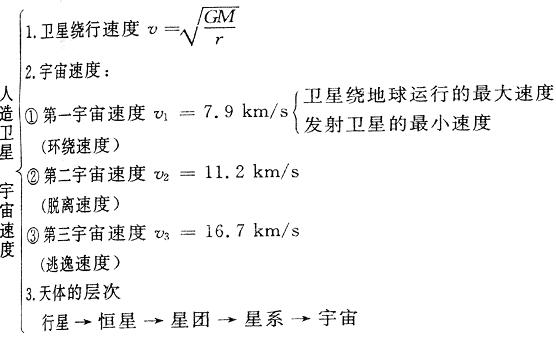 人造卫星 宇宙速度
1.卫星绕行速度 v = √(GM/r)
2.宇宙速度:
①第一宇宙速度 v₁ = 7.9 km/s
卫星绕地球运行的最大速度
发射卫星的最小速度
(环绕速度)
②第二宇宙速度 v₂ = 11.2 km/s
(脱离速度)
③第三宇宙速度 v₃ = 16.7 km/s
(逃逸速度)
3.天体的层次
行星→恒星→星团→星系→宇宙